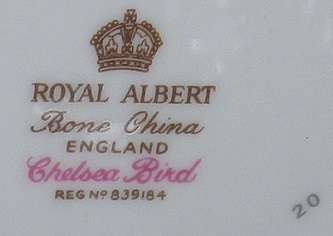 ROYAL ALBERT
Bone China
ENGLAND
Chelsea Bird
REG Nº 839184
20